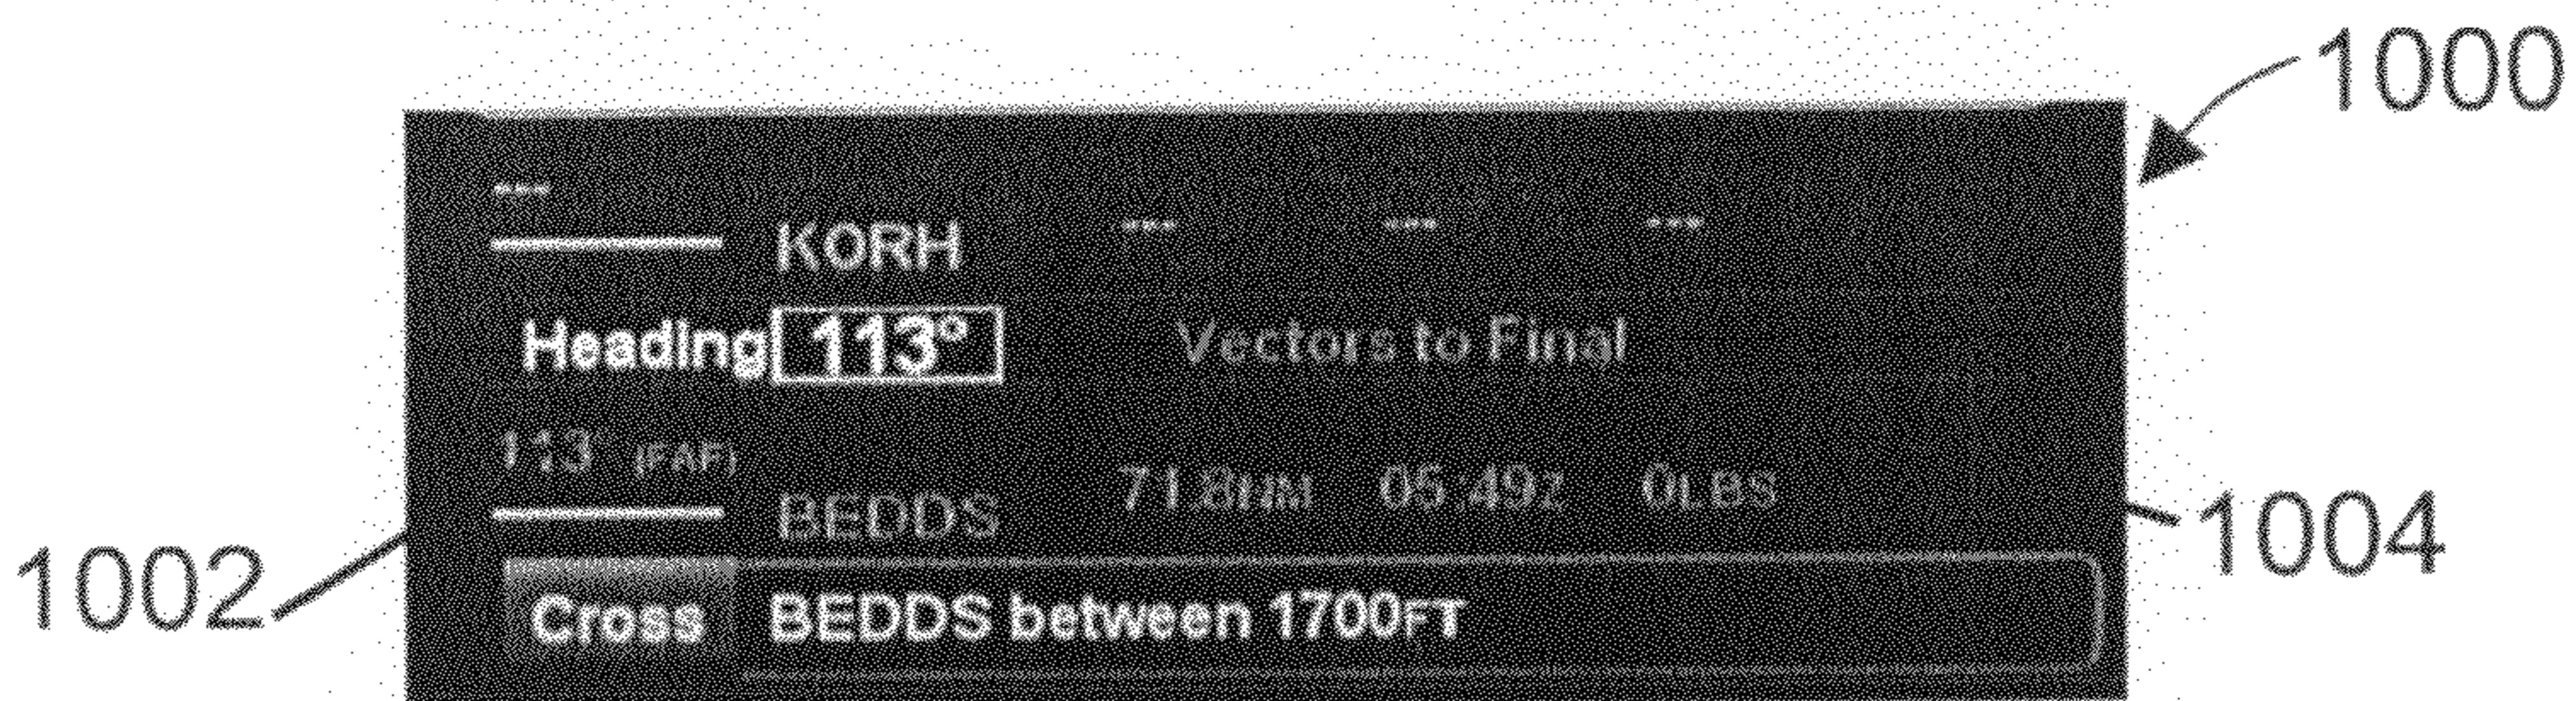 1000
---
KORH --- --- ---
Heading 113° Vectors to Final
113° (FAF)
BEDDS 71.8NM 05:49Z 0LBS
1004
1002
Cross BEDDS between 1700FT